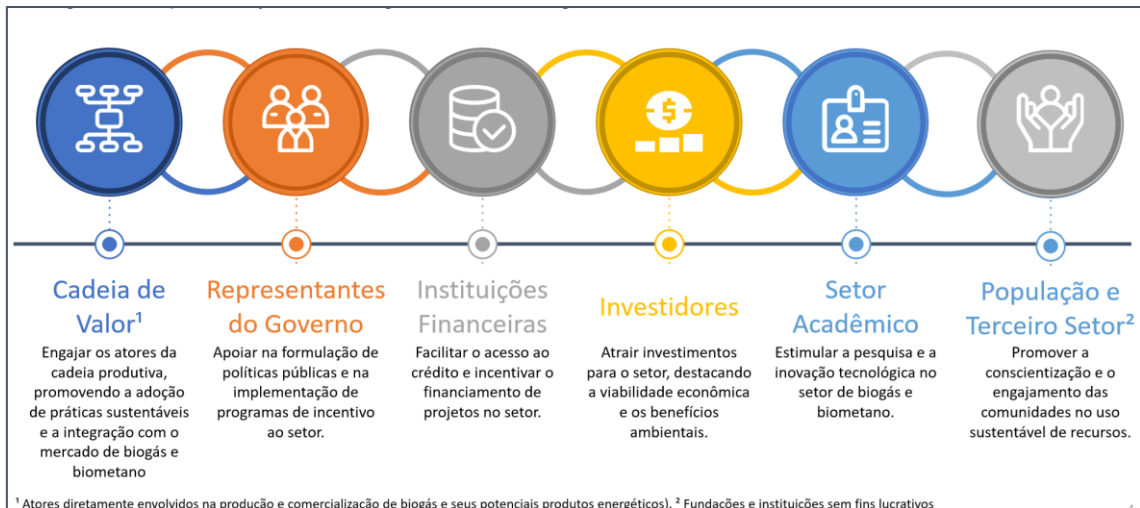 Cadeia de
Valor¹
Engajar os atores da
cadeia produtiva,
promovendo a adoção
de práticas sustentáveis
e a integração com o
mercado de biogás e
biometano
Representantes
do Governo
Apoiar na formulação de
políticas públicas e na
implementação de
programas de incentivo
ao setor.
Instituições
Financeiras
Facilitar o acesso ao
crédito e incentivar o
financiamento de
projetos no setor.
Investidores
Atrair investimentos
para o setor, destacando
a viabilidade econômica
e os benefícios
ambientais.
Setor
Acadêmico
Estimular a pesquisa e a
inovação tecnológica no
setor de biogás e
biometano.
População e
Terceiro Setor²
Promover a
conscientização e o
engajamento das
comunidades no uso
sustentável de recursos.
¹ Atores diretamente envolvidos na produção e comercialização de biogás e seus potenciais produtos energéticos). ² Fundações e instituições sem fins lucrativos